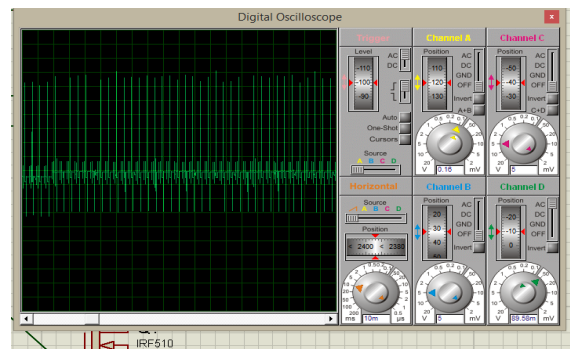 Digital Oscilloscope
x
Trigger
Level
AC
DC
-110
-100
-90
Auto
One-Shot
Cursors
Source
A B C D
Channel A
Position
AC
DC
GND
OFF
110
-120
130
Invert
A+B
V
0.16
mV
Channel C
Position
AC
DC
GND
OFF
-50
-40
-30
Invert
C+D
V
5
mV
Horizontal
Source
A B C D
Position
< 2400 < 2380
ms
10m
µs
Channel B
Position
AC
DC
GND
OFF
20
30
40
Invert
V
5
mV
Channel D
Position
AC
DC
GND
OFF
-20
-10
0
Invert
V
89.58m
mV
IRF510